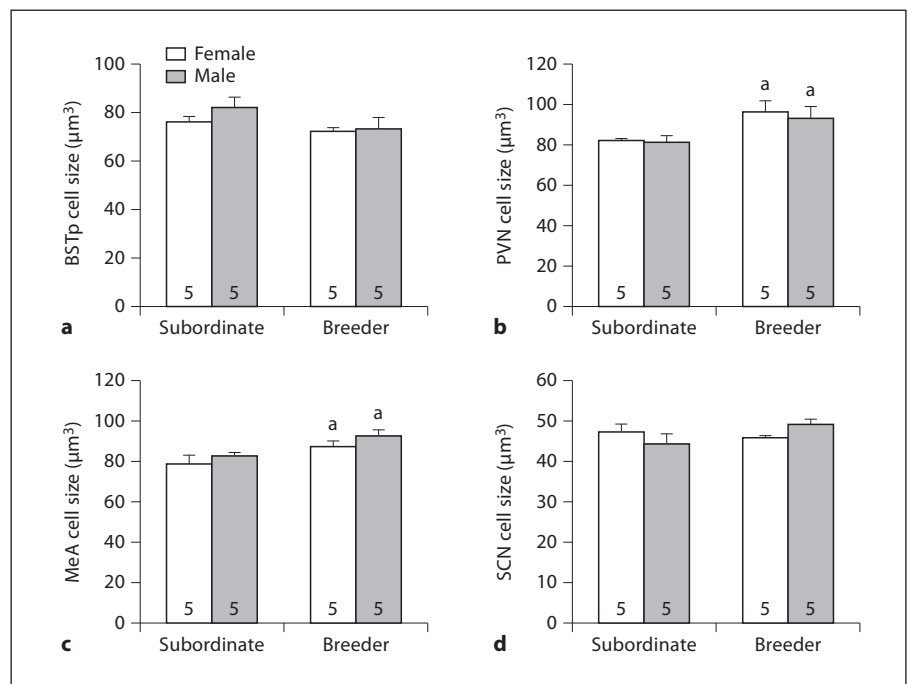 Female
Male
BSTp cell size (µm³)
100
80
60
40
20
0
5 5 5 5
Subordinate Breeder
a
PVN cell size (µm³)
120
100
80
60
40
20
0
a a
5 5 5 5
Subordinate Breeder
b
MeA cell size (µm³)
120
100
80
60
40
20
0
a a
5 5 5 5
Subordinate Breeder
c
SCN cell size (µm³)
60
50
40
30
20
10
0
5 5 5 5
Subordinate Breeder
d